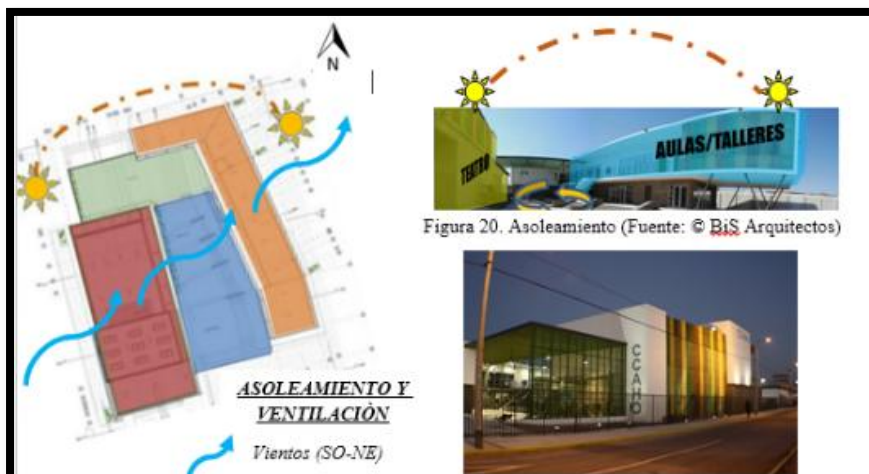 N
TEATRO
AULAS/TALLERES
Figura 20. Asoleamiento (Fuente: © BiS Arquitectos)
CCAHO
ASOLEAMIENTO Y
VENTILACIÒN
Vientos (SO-NE)